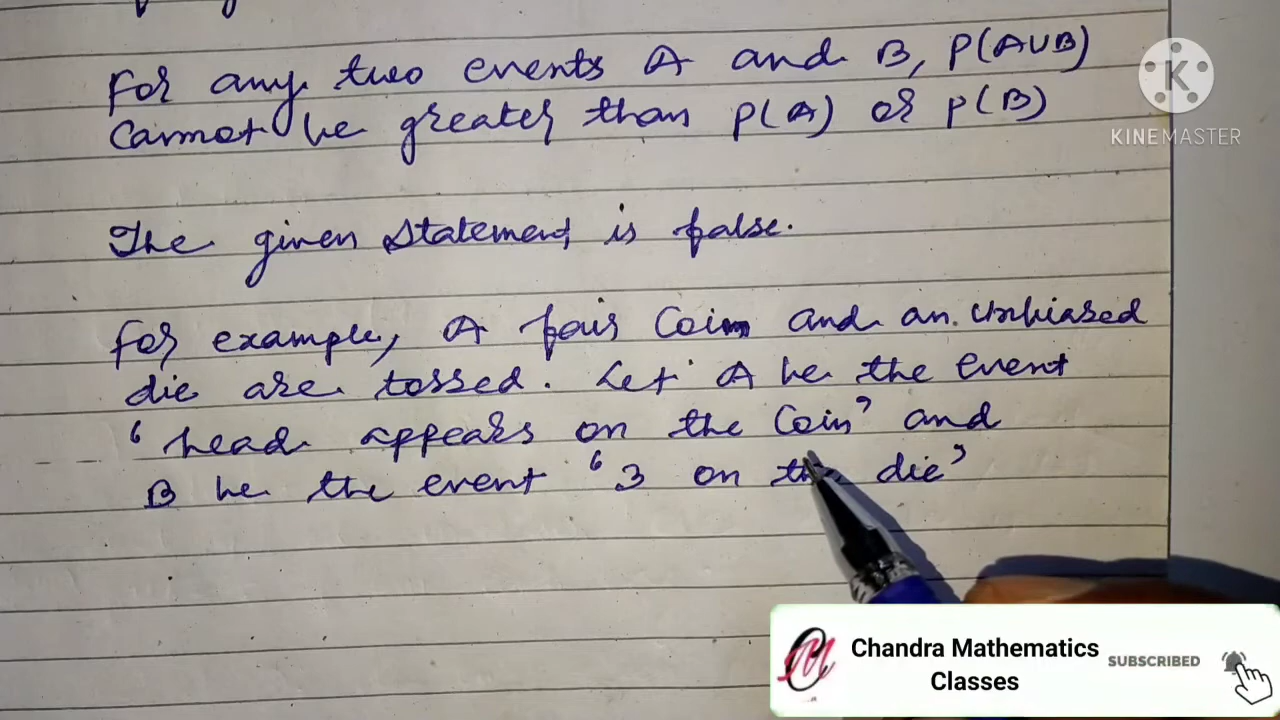 For any two events A and B, P(A∪B)
cannot be greater than P(A) or P(B)
The given statement is false.
For example, A fair Coin and an unbiased
die are tossed. Let A be the event
'head appears on the Coin' and
B be the event '3 on the die'
K
KINEMASTER
Chandra Mathematics
Classes
SUBSCRIBED